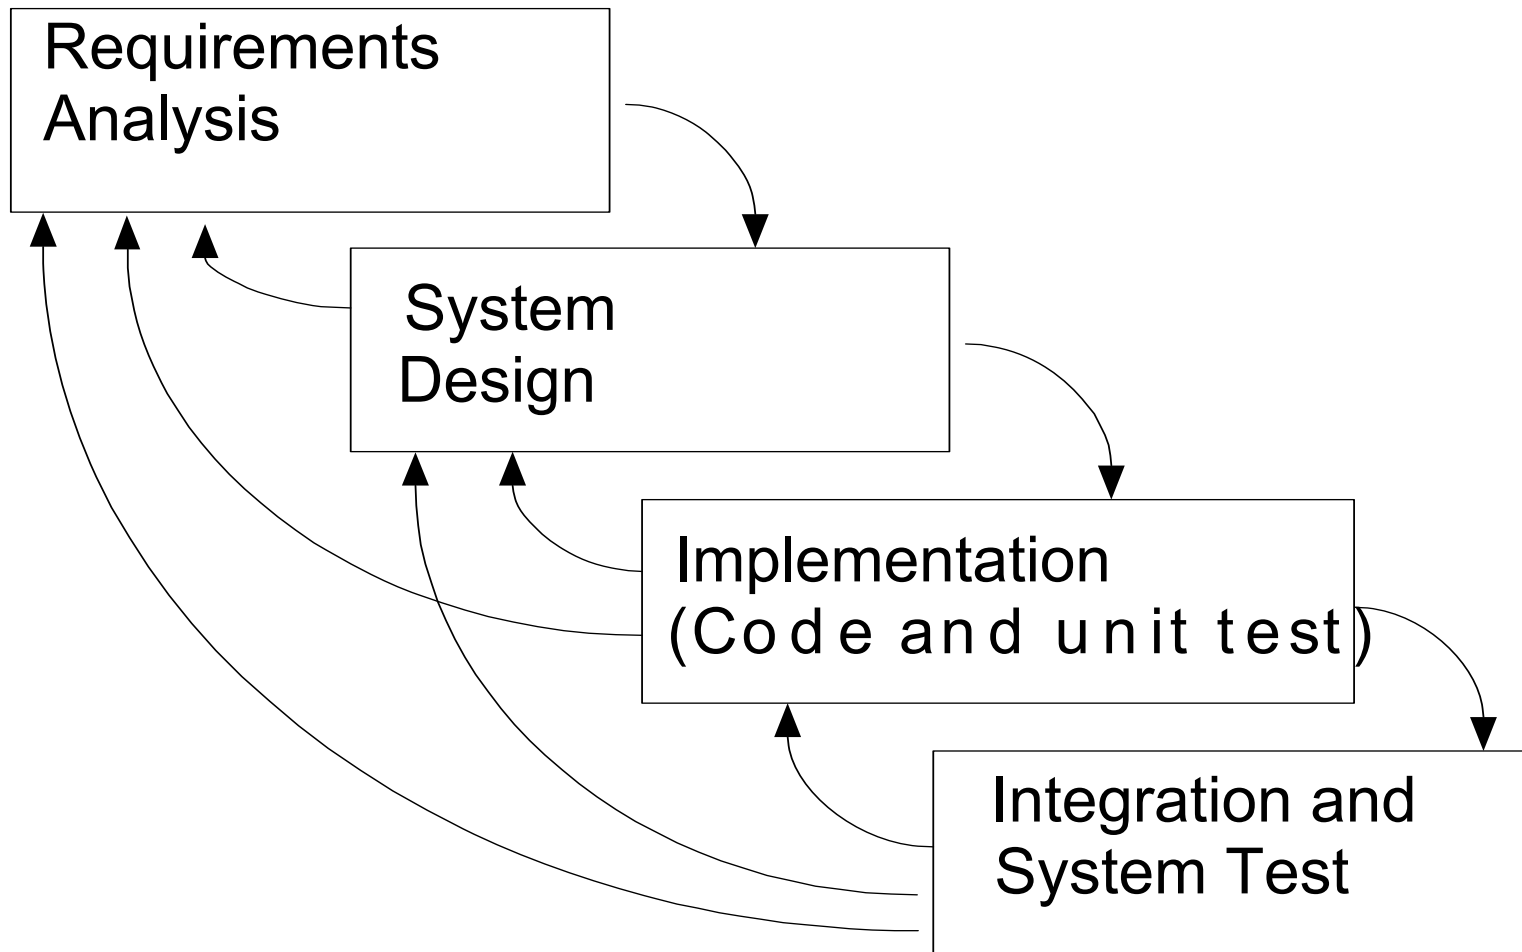 Requirements
Analysis
System
Design
Implementation
(Code and unit test)
Integration and
System Test